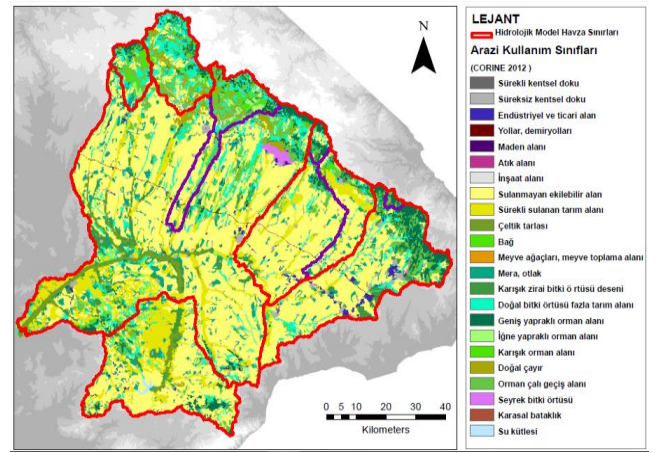 N
0 5 10 20 30 40
Kilometers
LEJANT
Hidrolojik Model Havza Sınırları
Arazi Kullanım Sınıfları
(CORINE 2012 )
Sürekli kentsel doku
Süreksiz kentsel doku
Endüstriyel ve ticari alan
Yollar, demiryolları
Maden alanı
Atık alanı
İnşaat alanı
Sulanmayan ekilebilir alan
Sürekli sulanan tarım alanı
Çeltik tarlası
Bağ
Meyve ağaçları, meyve toplama alanı
Mera, otlak
Karışık zirai bitki ö rtüsü deseni
Doğal bitki örtüsü fazla tarım alanı
Geniş yapraklı orman alanı
İğne yapraklı orman alanı
Karışık orman alanı
Doğal çayır
Orman çalı geçiş alanı
Seyrek bitki örtüsü
Karasal bataklık
Su kütlesi